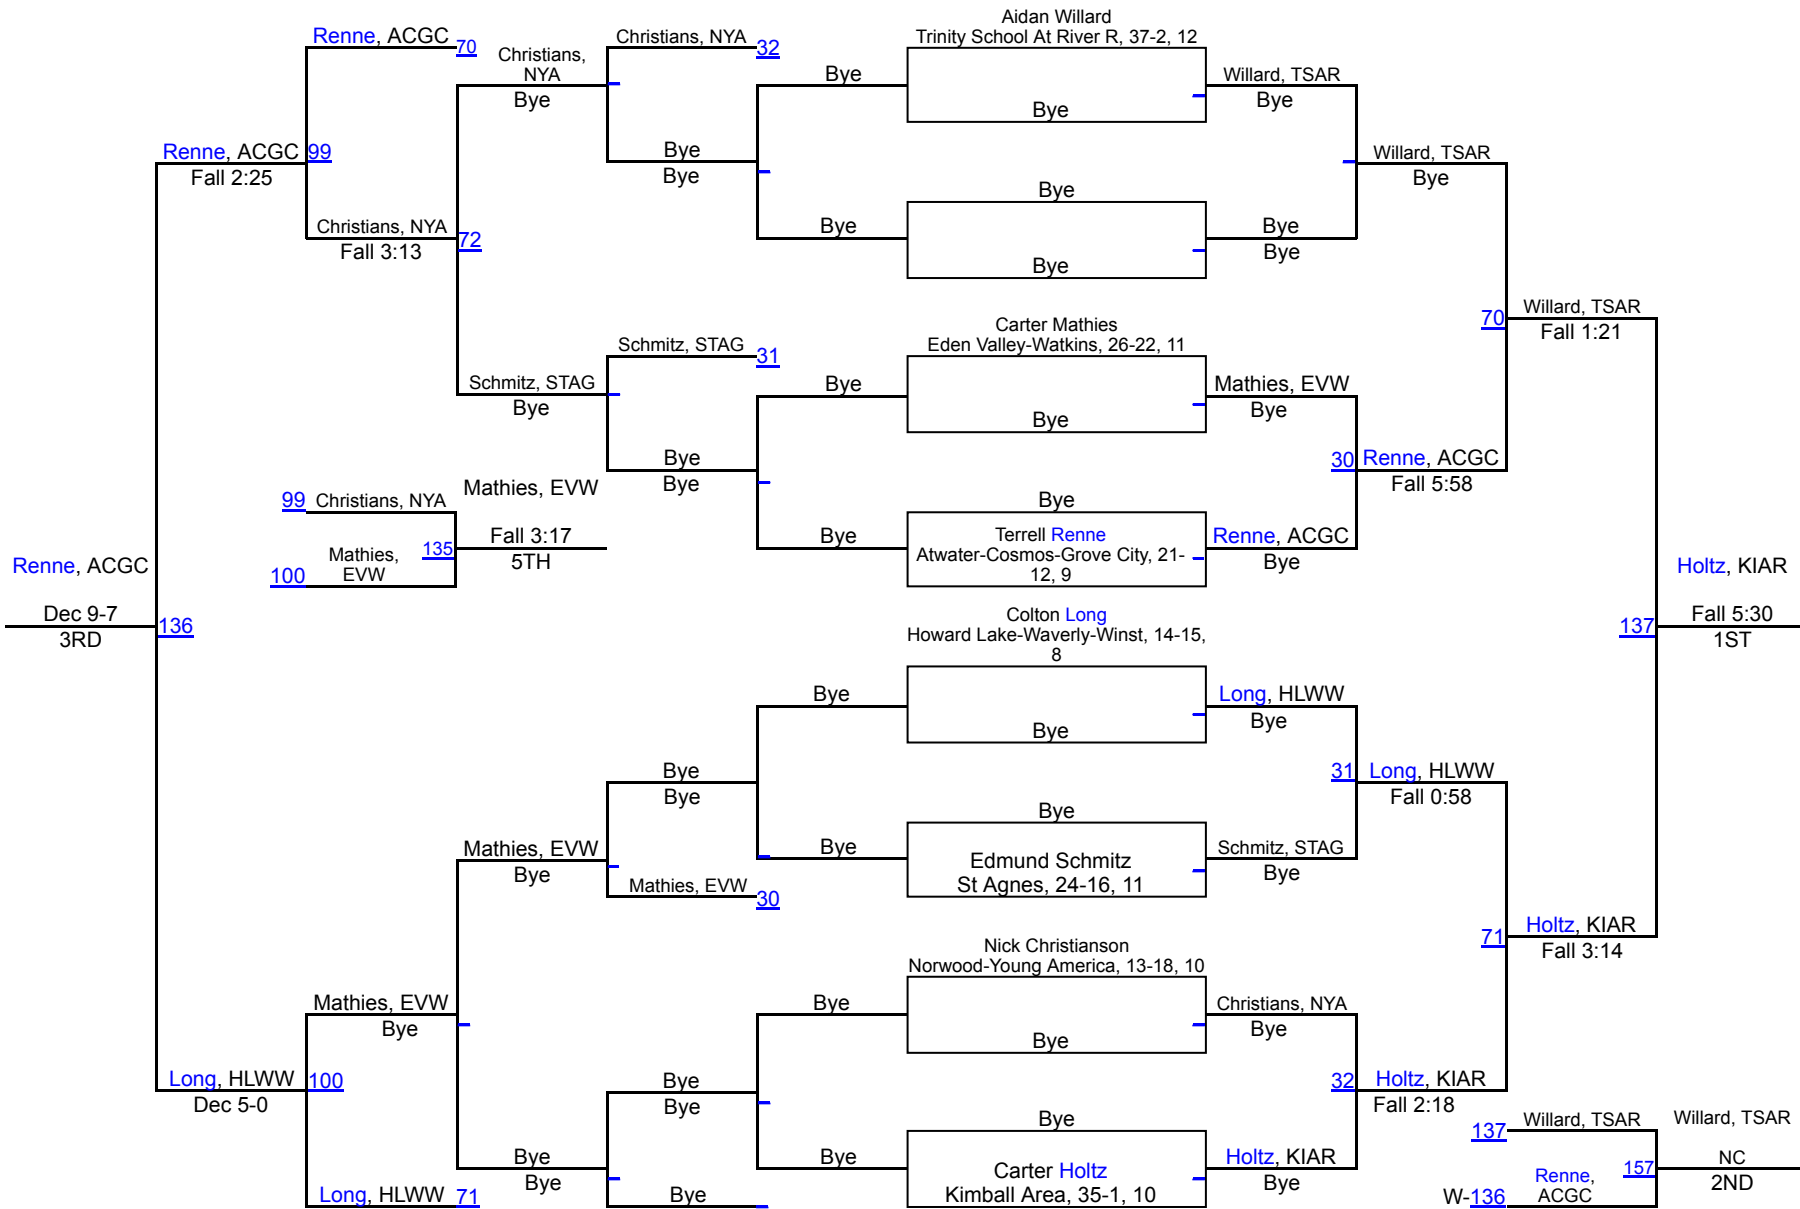 Renne, ACGC
70
Christians,
NYA
Bye
Christians, NYA
32
Bye
Aidan Willard
Trinity School At River R, 37-2, 12
Bye
Willard, TSAR
Bye
Renne, ACGC
99
Fall 2:25
Bye
Bye
Willard, TSAR
Bye
Christians, NYA
72
Fall 3:13
Bye
Bye
Bye
Bye
Bye
Schmitz, STAG
31
Carter Mathies
Eden Valley-Watkins, 26-22, 11
70
Willard, TSAR
Fall 1:21
Schmitz, STAG
Bye
Bye
Bye
Mathies, EVW
Bye
Bye
Bye
30
Renne, ACGC
Fall 5:58
99
Christians, NYA
Mathies, EVW
Fall 3:17
5TH
135
Mathies,
EVW
100
Bye
Bye
Terrell Renne
Atwater-Cosmos-Grove City, 21-
12, 9
Renne, ACGC
Bye
Renne, ACGC
Dec 9-7
3RD
136
Holtz, KIAR
137
Fall 5:30
1ST
Colton Long
Howard Lake-Waverly-Winst, 14-15,
8
Bye
Bye
Long, HLWW
Bye
Bye
Bye
31
Long, HLWW
Fall 0:58
Mathies, EVW
Bye
Bye
Bye
Edmund Schmitz
St Agnes, 24-16, 11
Schmitz, STAG
Bye
Mathies, EVW
30
71
Holtz, KIAR
Fall 3:14
Nick Christianson
Norwood-Young America, 13-18, 10
Mathies, EVW
Bye
Bye
Bye
Christians, NYA
Bye
Long, HLWW
100
Dec 5-0
Bye
Bye
32
Holtz, KIAR
Fall 2:18
Bye
Bye
Bye
Bye
Carter Holtz
Kimball Area, 35-1, 10
Holtz, KIAR
Bye
Long, HLWW
71
Bye
137
Willard, TSAR
Willard, TSAR
157
NC
2ND
Renne,
ACGC
W-136